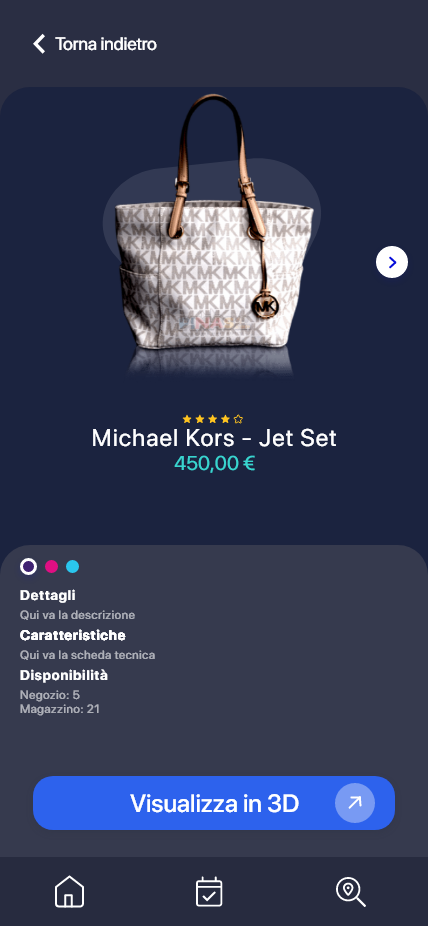 Torna indietro
MK
Michael Kors - Jet Set
450,00 €
Dettagli
Qui va la descrizione
Caratteristiche
Qui va la scheda tecnica
Disponibilità
Negozio: 5
Magazzino: 21
Visualizza in 3D